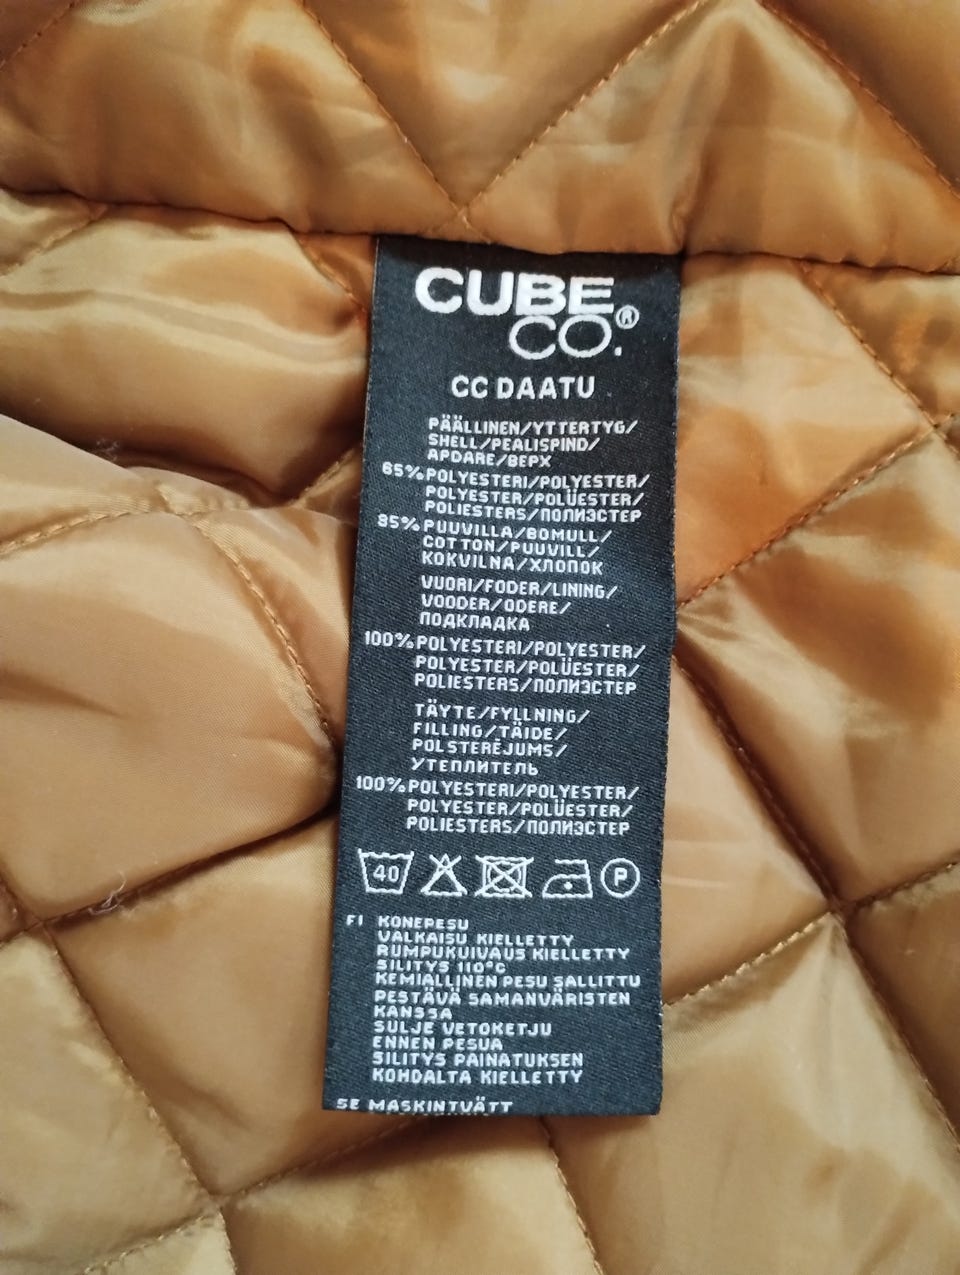 CUBE
CO.®
CC DAATU
PÄÄLLINEN/YTTERTYG/
SHELL/PEALISPIND/
APDARE/ВЕРХ
65% POLYESTERI/POLYESTER/
POLYESTER/POLÜESTER/
POLIESTERS/ПОЛИЭСТЕР
35% PUUVILLA/BOMULL/
COTTON/PUUVILL/
KOKVILNA/ХЛОПОК
VUORI/FODER/LINING/
VOODER/ODERE/
ПОДКЛАДКА
100% POLYESTERI/POLYESTER/
POLYESTER/POLÜESTER/
POLIESTERS/ПОЛИЭСТЕР
TÄYTE/FYLLNING/
FILLING/TÄIDE/
POLSTERĒJUMS/
УТЕПЛИТЕЛЬ
100% POLYESTERI/POLYESTER/
POLYESTER/POLÜESTER/
POLIESTERS/ПОЛИЭСТЕР
40 P
FI KONEPESU
VALKAISU KIELLETTY
RUMPUKUIVAUS KIELLETTY
SILITYS 110°C
KEMIALLINEN PESU SALLITTU
PESTÄVÄ SAMANVÄRISTEN
KANSSA
SULJE VETOKETJU
ENNEN PESUA
SILITYS PAINATUKSEN
KOHDALTA KIELLETTY
SE MASKINTVÄTT